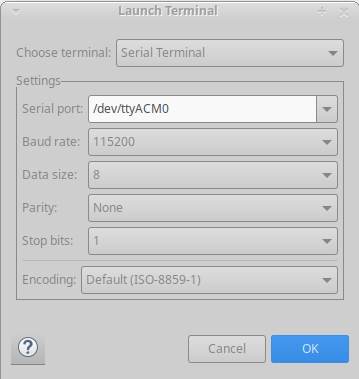 Launch Terminal
Choose terminal: Serial Terminal
Settings
Serial port: /dev/ttyACM0
Baud rate: 115200
Data size: 8
Parity: None
Stop bits: 1
Encoding: Default (ISO-8859-1)
? Cancel OK